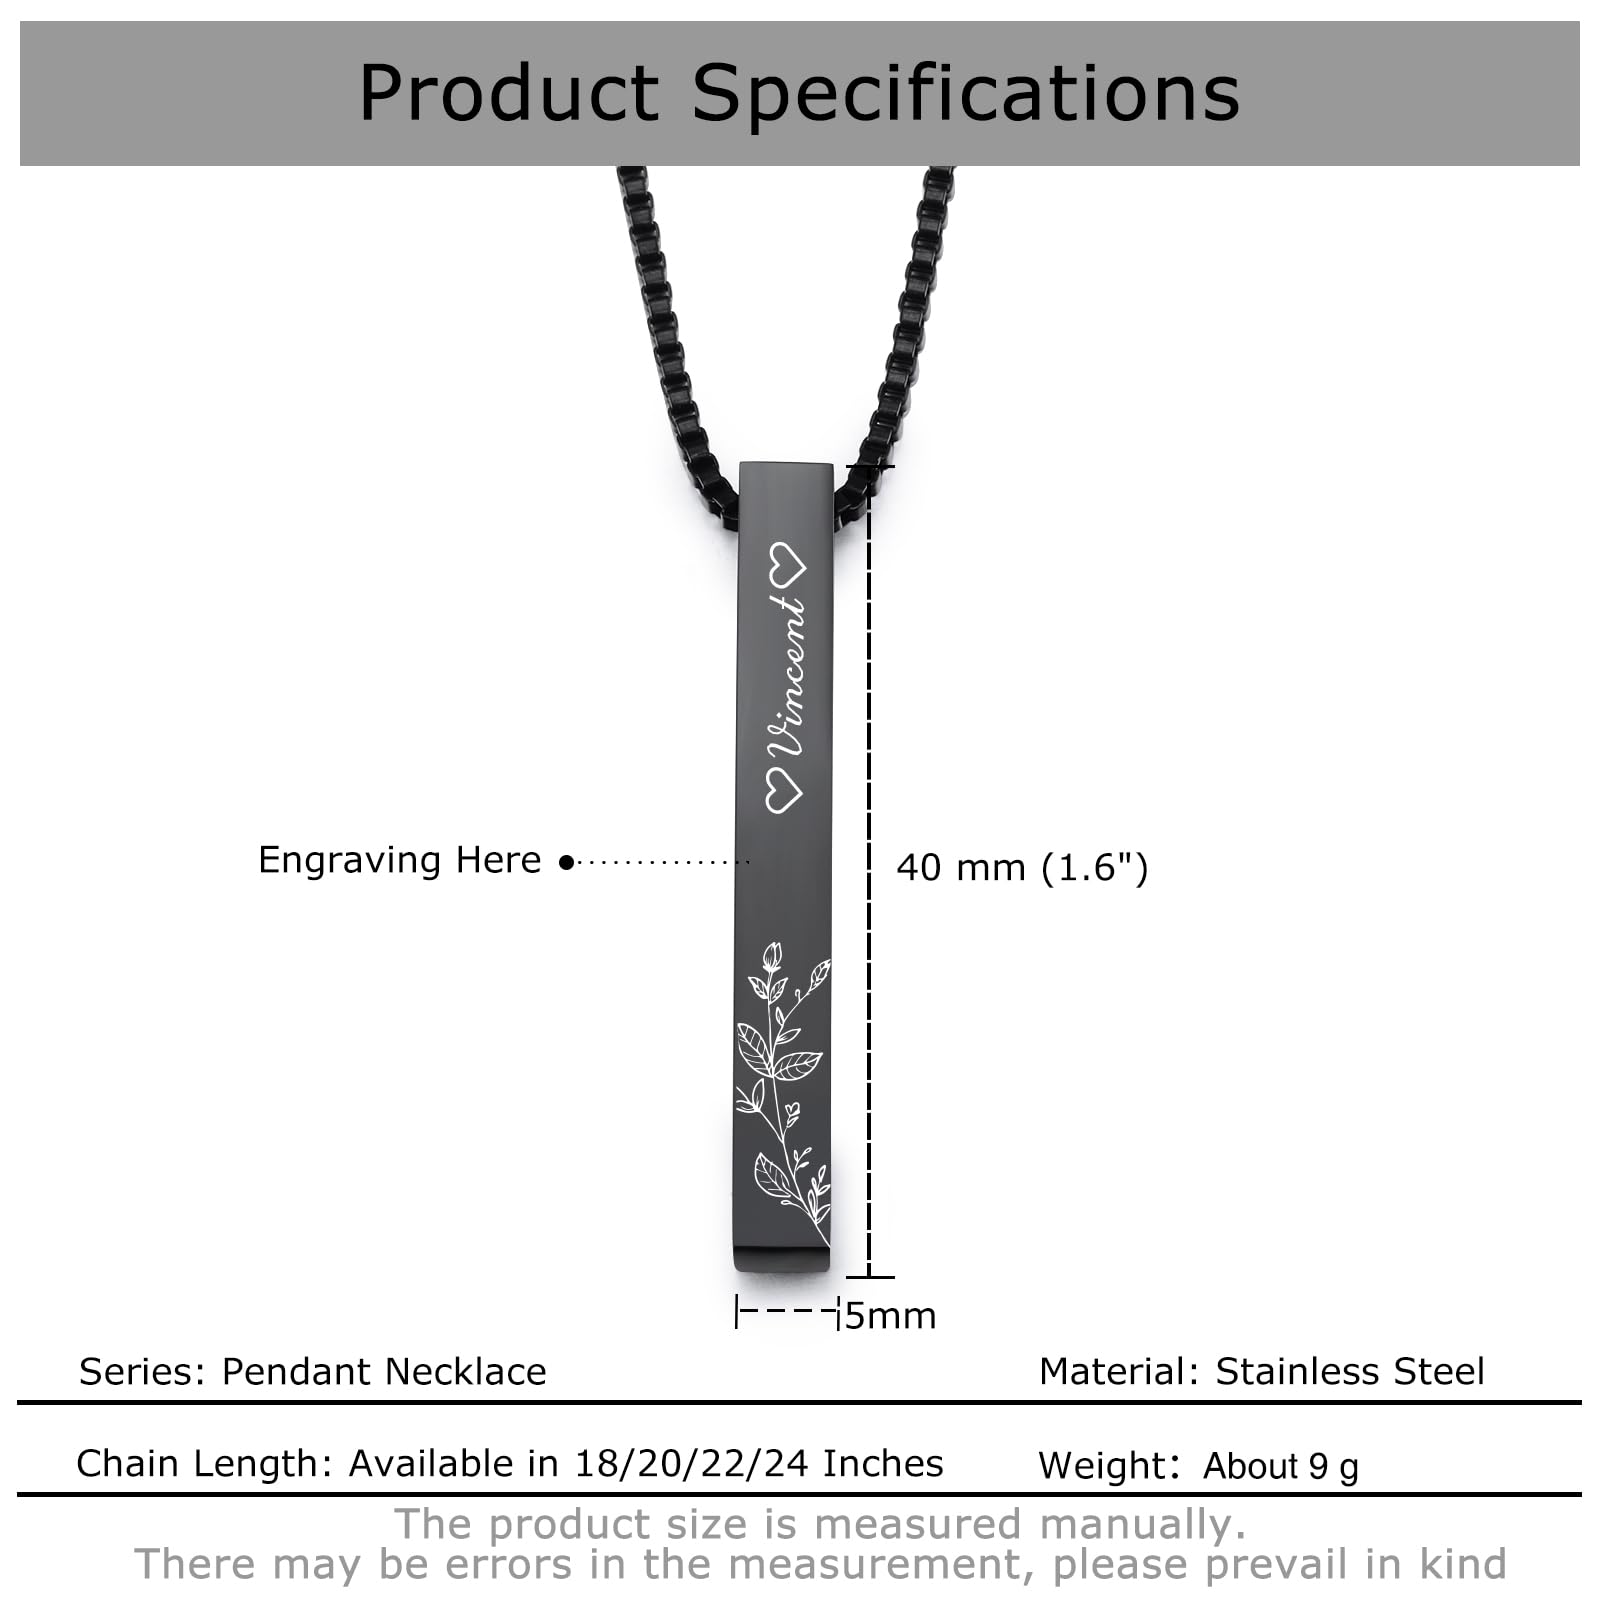 Product Specifications
Vincent
Engraving Here
40 mm (1.6")
5mm
Series: Pendant Necklace
Material: Stainless Steel
Chain Length: Available in 18/20/22/24 Inches
Weight: About 9 g
The product size is measured manually.
There may be errors in the measurement, please prevail in kind